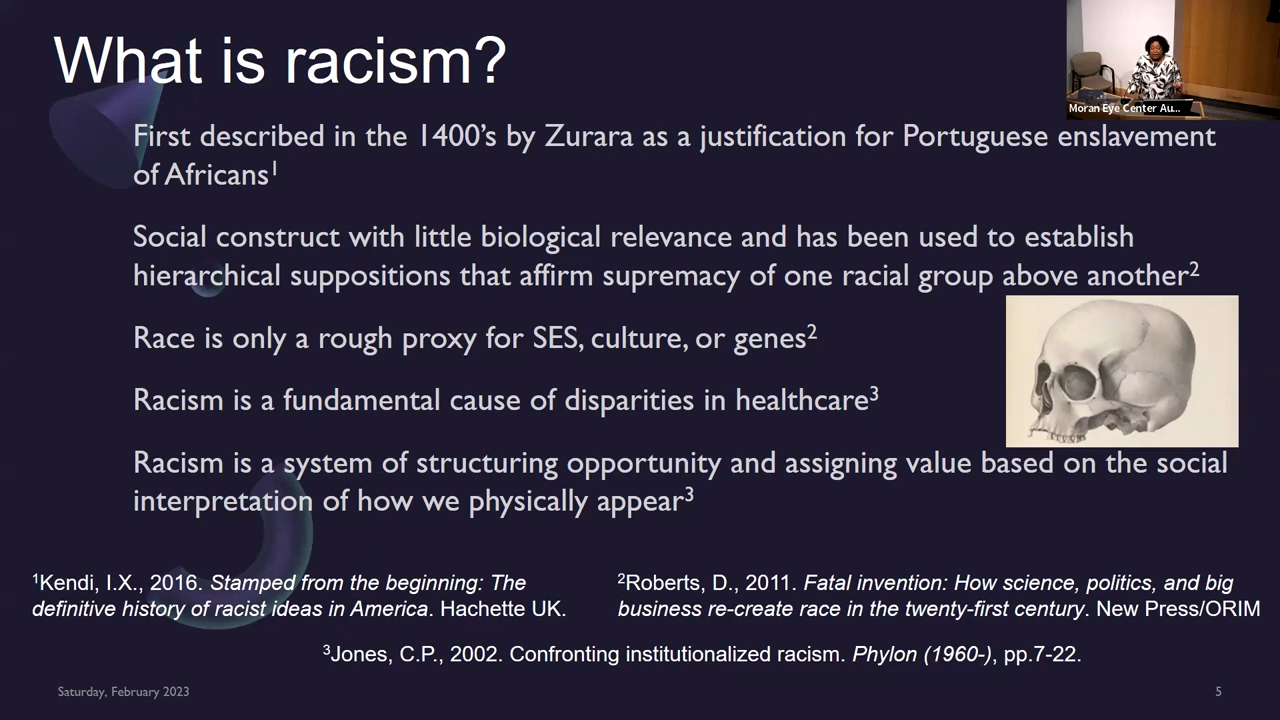 What is racism?
Moran Eye Center Au...
First described in the 1400's by Zurara as a justification for Portuguese enslavement
of Africans1
Social construct with little biological relevance and has been used to establish
hierarchical suppositions that affirm supremacy of one racial group above another2
Race is only a rough proxy for SES, culture, or genes2
Racism is a fundamental cause of disparities in healthcare3
Racism is a system of structuring opportunity and assigning value based on the social
interpretation of how we physically appear3
1Kendi, I.X., 2016. Stamped from the beginning: The
definitive history of racist ideas in America. Hachette UK.
2Roberts, D., 2011. Fatal invention: How science, politics, and big
business re-create race in the twenty-first century. New Press/ORIM
3Jones, C.P., 2002. Confronting institutionalized racism. Phylon (1960-), pp.7-22.
Saturday, February 2023
5